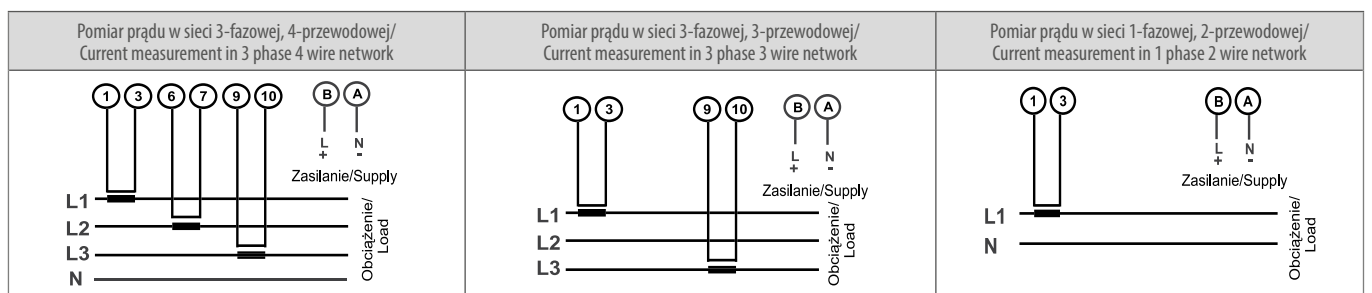 Pomiar prądu w sieci 3-fazowej, 4-przewodowej/
Current measurement in 3 phase 4 wire network
1 3 6 7 9 10 B A
L N
+ -
Zasilanie/Supply
L1
L2
L3
N
Obciążenie/
Load
Pomiar prądu w sieci 3-fazowej, 3-przewodowej/
Current measurement in 3 phase 3 wire network
1 3 9 10 B A
L N
+ -
Zasilanie/Supply
L1
L2
L3
Obciążenie/
Load
Pomiar prądu w sieci 1-fazowej, 2-przewodowej/
Current measurement in 1 phase 2 wire network
1 3 B A
L N
+ -
Zasilanie/Supply
L1
N
Obciążenie/
Load